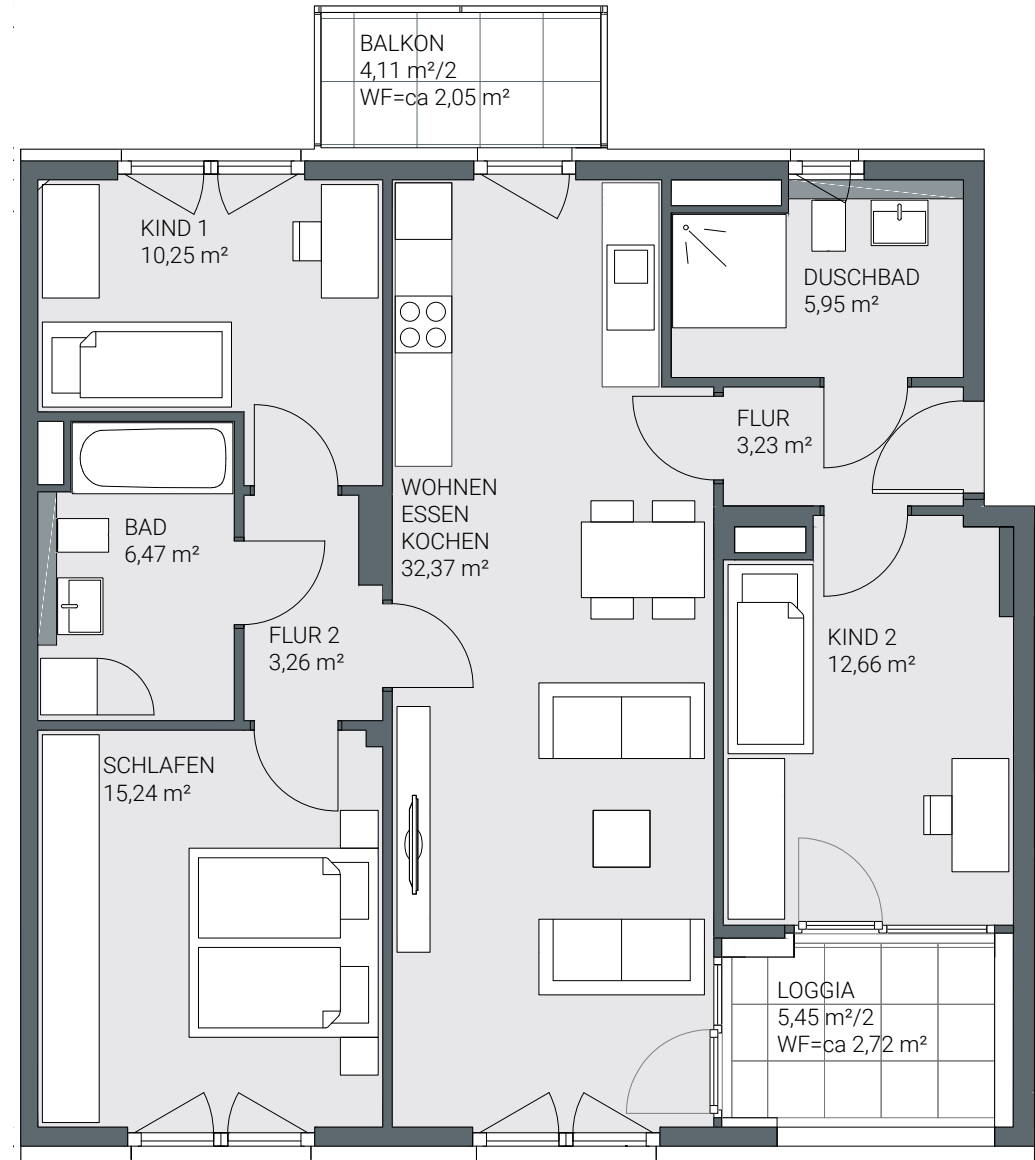 BALKON
4,11 m²/2
WF=ca 2,05 m²
KIND 1
10,25 m²
DUSCHBAD
5,95 m²
FLUR
3,23 m²
WOHNEN
ESSEN
KOCHEN
32,37 m²
BAD
6,47 m²
FLUR 2
3,26 m²
KIND 2
12,66 m²
SCHLAFEN
15,24 m²
LOGGIA
5,45 m²/2
WF=ca 2,72 m²